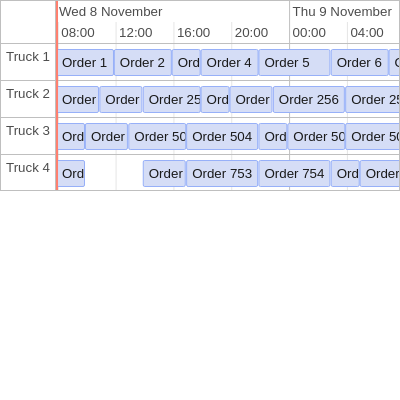 Wed 8 November Thu 9 November
08:00 12:00 16:00 20:00 00:00 04:00
Truck 1 Order 1 Order 2 Ord Order 4 Order 5 Order 6
Truck 2 Order Order Order 25 Ord Order Order 256 Order 25
Truck 3 Ord Order Order 50 Order 504 Ord Order 50 Order 50
Truck 4 Ord Order Order 753 Order 754 Ord Order